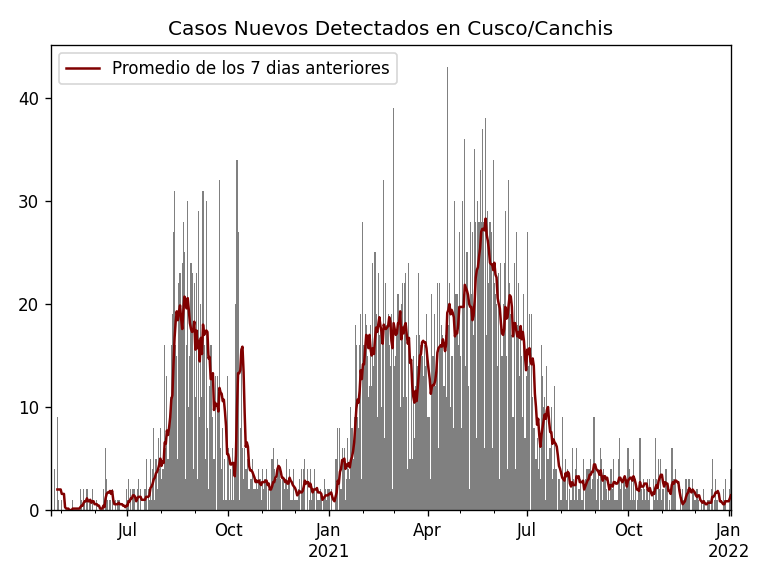 Casos Nuevos Detectados en Cusco/Canchis
Promedio de los 7 dias anteriores
40
30
20
10
0
Jul
Oct
Jan
2021
Apr
Jul
Oct
Jan
2022